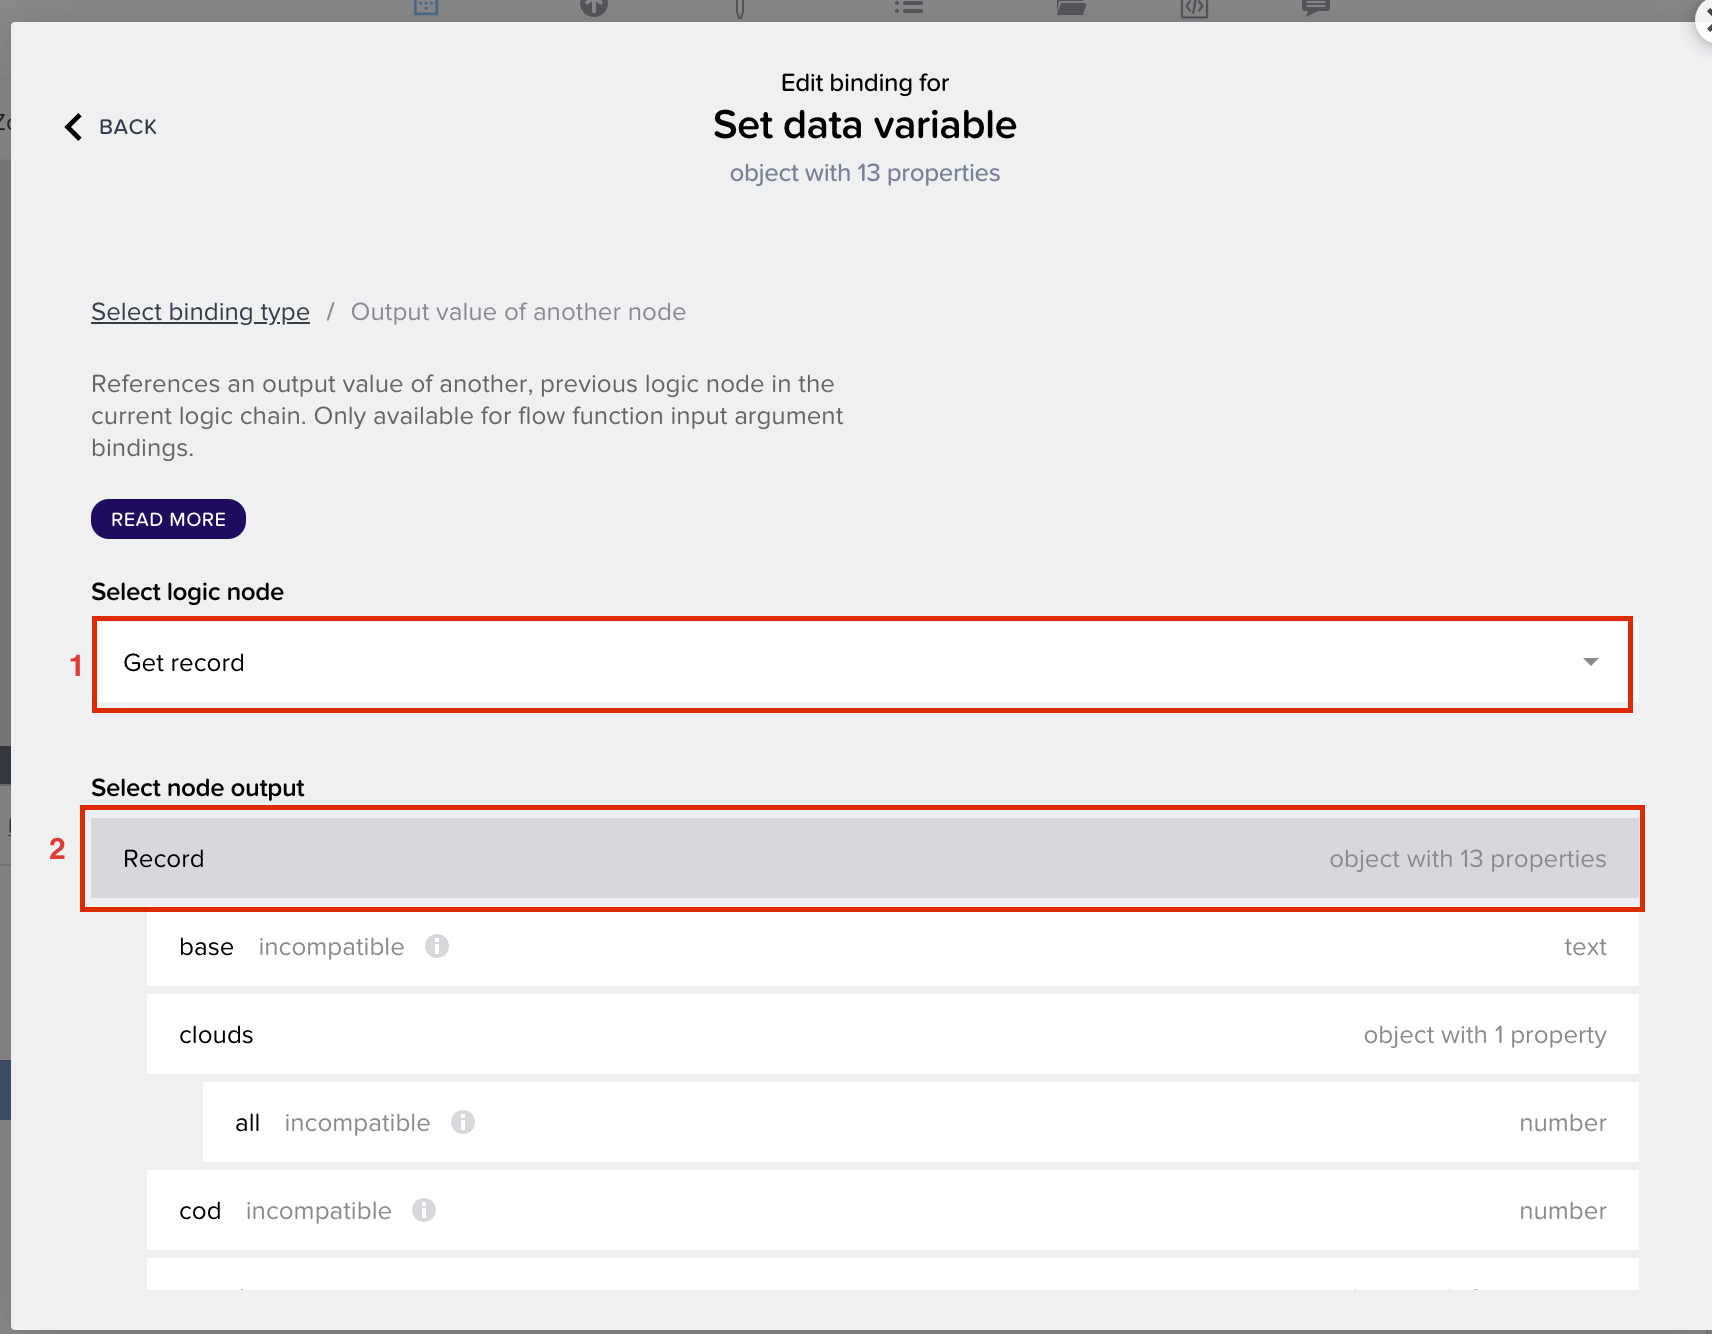 Edit binding for
BACK
Set data variable
object with 13 properties
Select binding type / Output value of another node
References an output value of another, previous logic node in the
current logic chain. Only available for flow function input argument
bindings.
READ MORE
Select logic node
1 Get record
Select node output
2 Record object with 13 properties
base incompatible text
clouds object with 1 property
all incompatible number
cod incompatible number